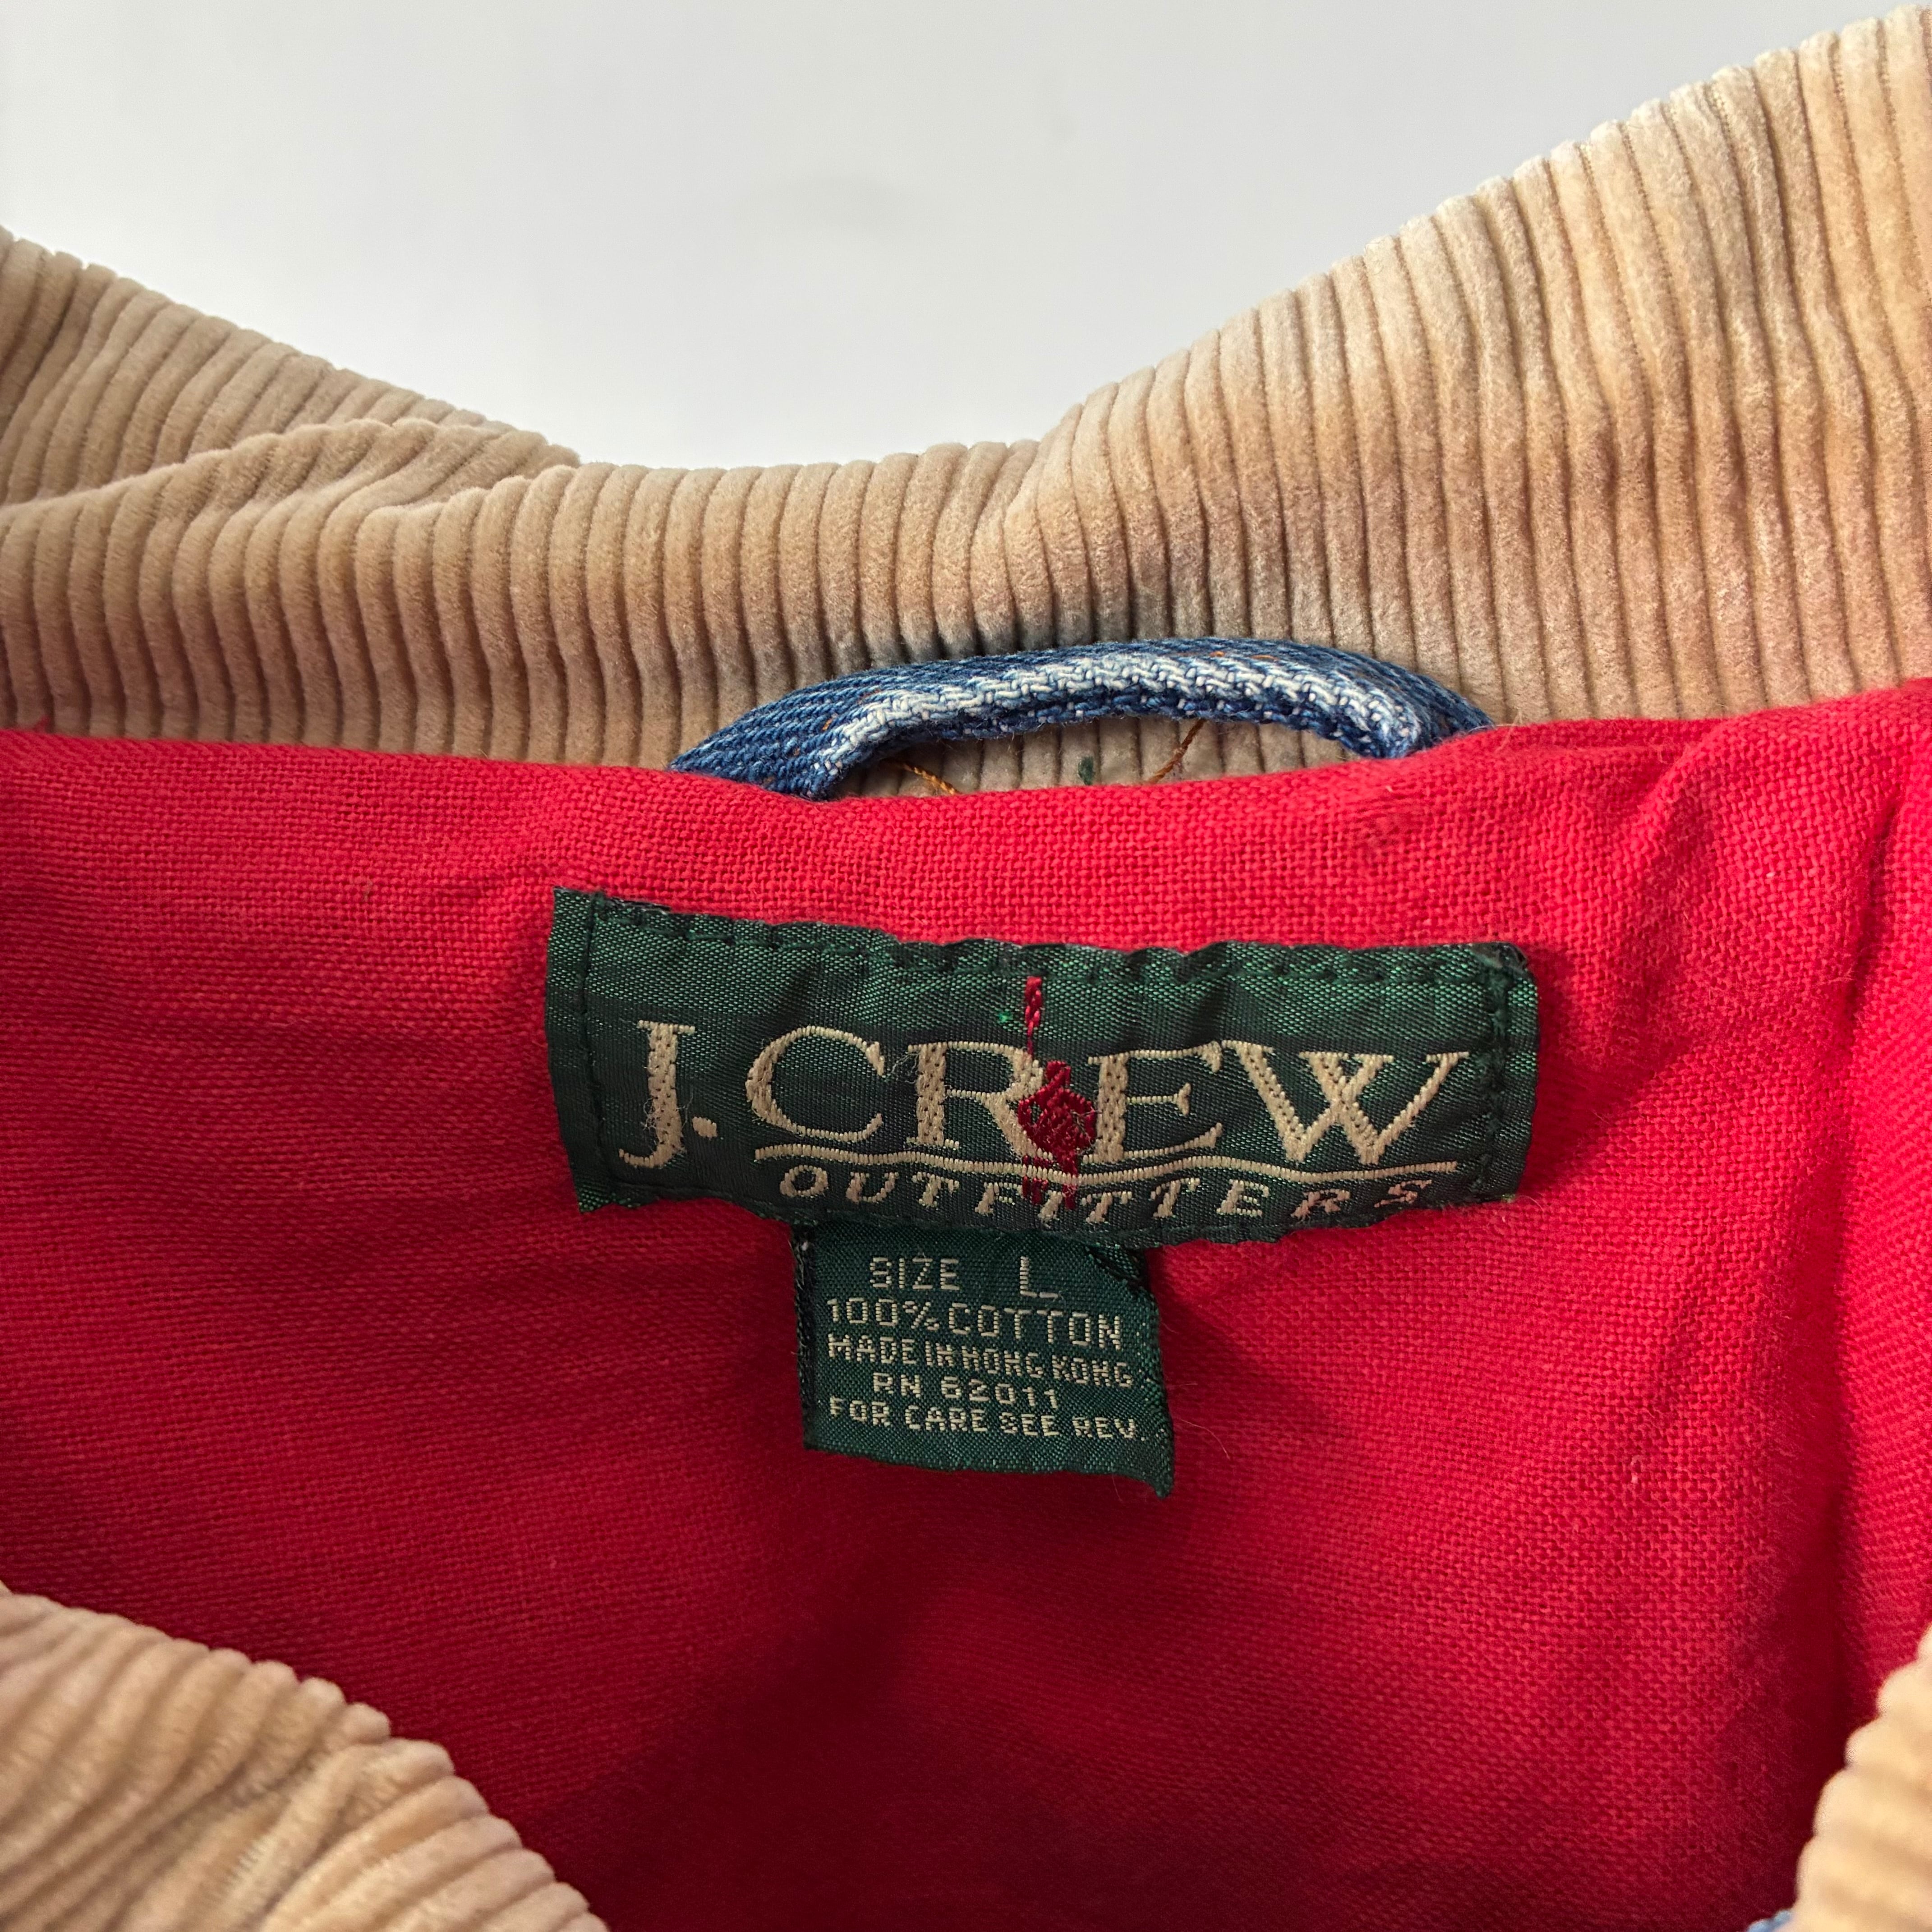 J. CREW
OUTFITTERS
SIZE L
100% COTTON
MADE IN HONG KONG
RN 62011
FOR CARE SEE REV.